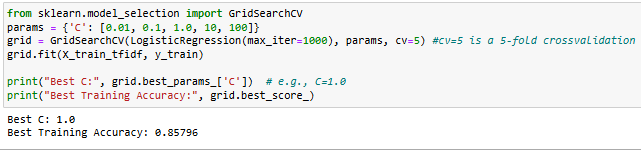 from sklearn.model_selection import GridSearchCV
params = {'C': [0.01, 0.1, 1.0, 10, 100]}
grid = GridSearchCV(LogisticRegression(max_iter=1000), params, cv=5) #cv=5 is a 5-fold crossvalidation
grid.fit(X_train_tfidf, y_train)
print("Best C:", grid.best_params_['C'])  # e.g., C=1.0
print("Best Training Accuracy:", grid.best_score_)
Best C: 1.0
Best Training Accuracy: 0.85796